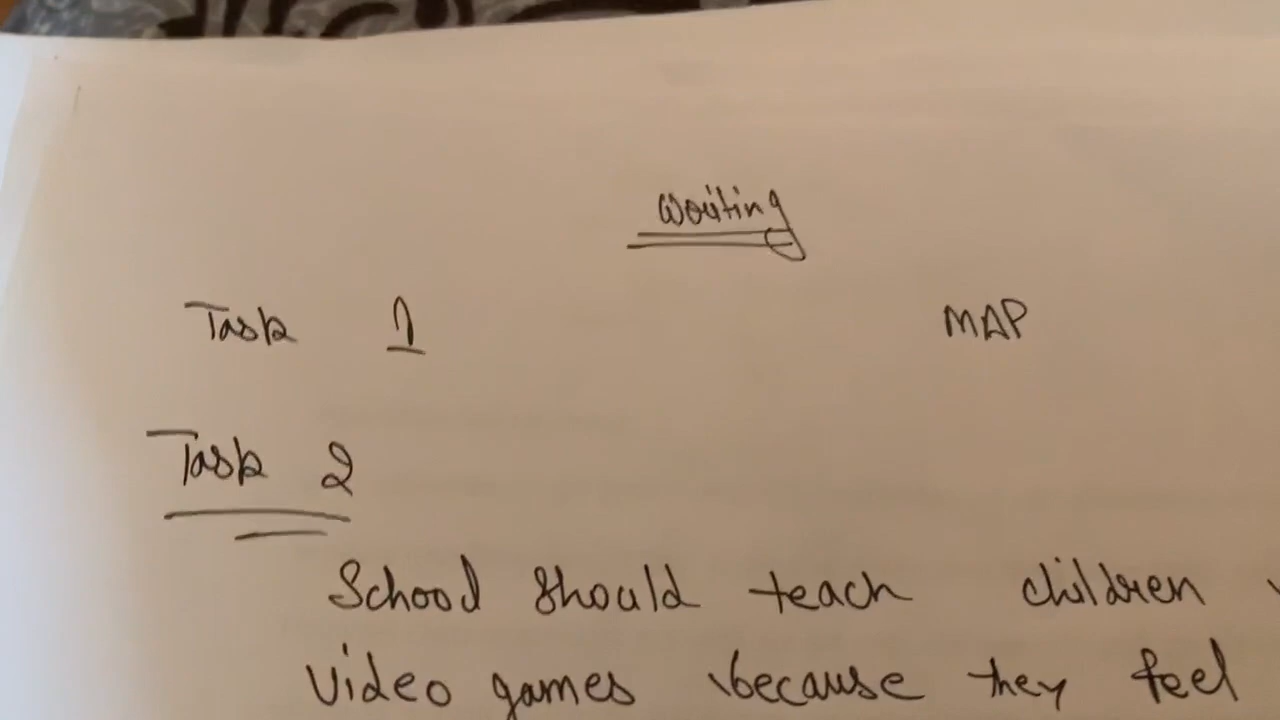 Writing
Task 1 MAP
Task 2
School should teach children
video games because they feel